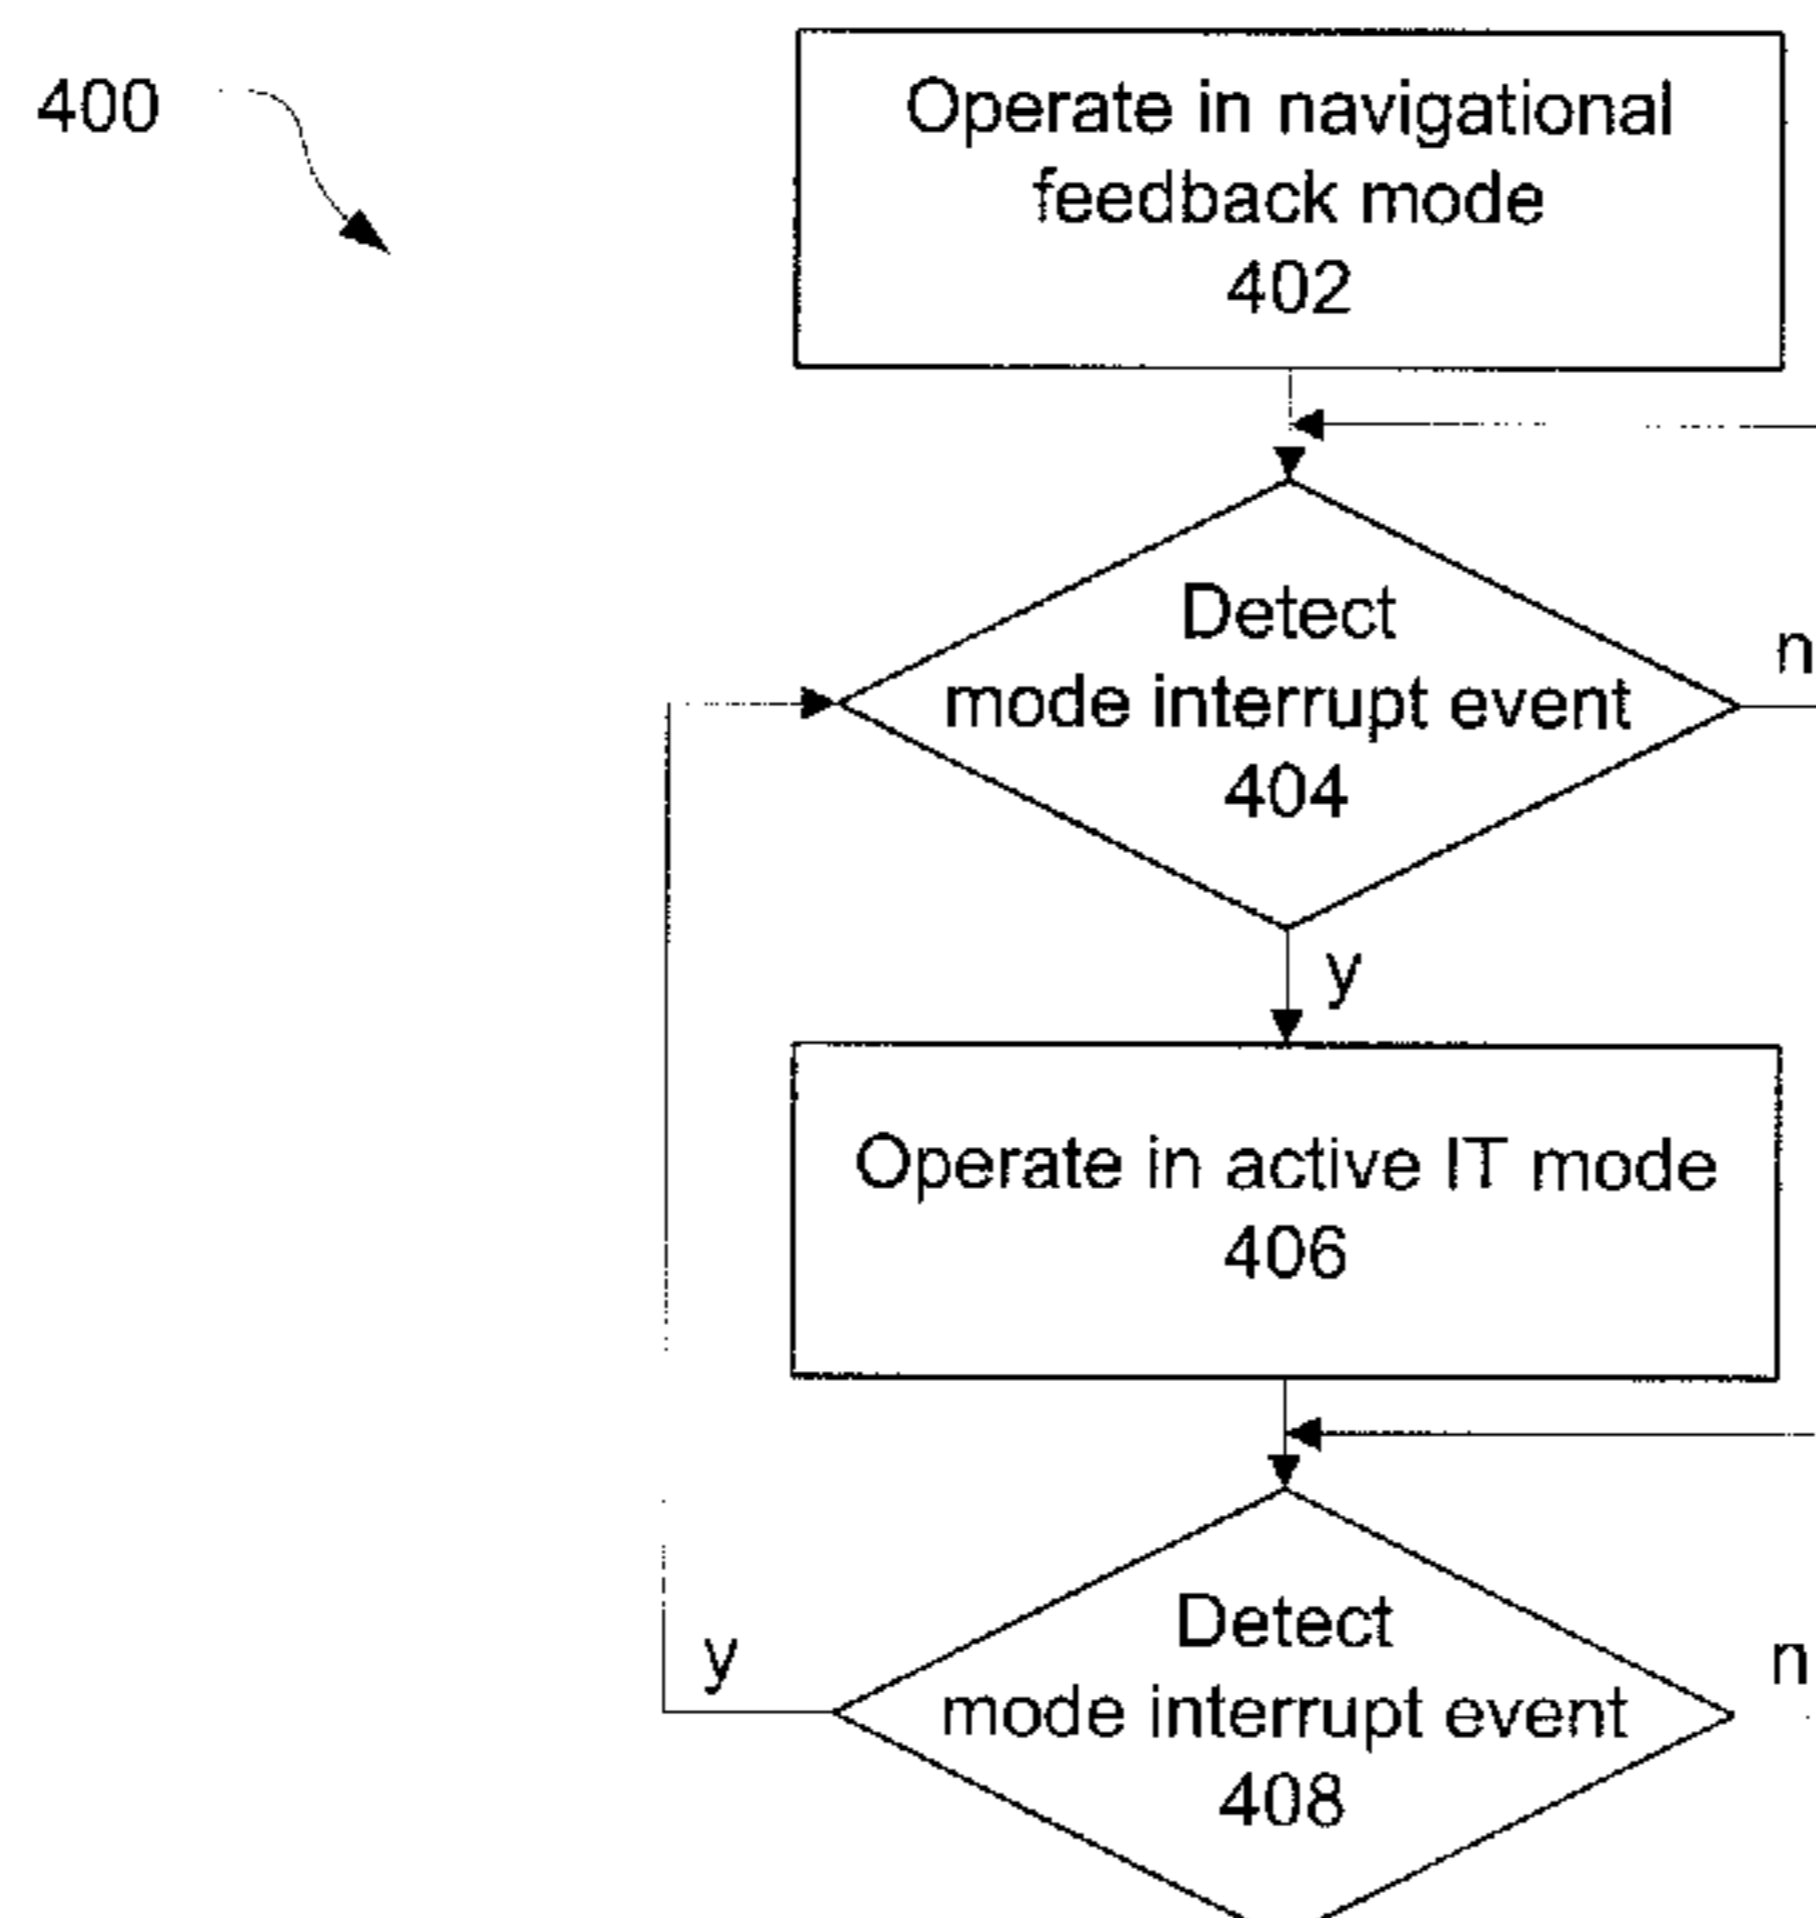 400
Operate in navigational
feedback mode
402
Detect
mode interrupt event
404
n
y
Operate in active IT mode
406
Detect
mode interrupt event
408
y
n